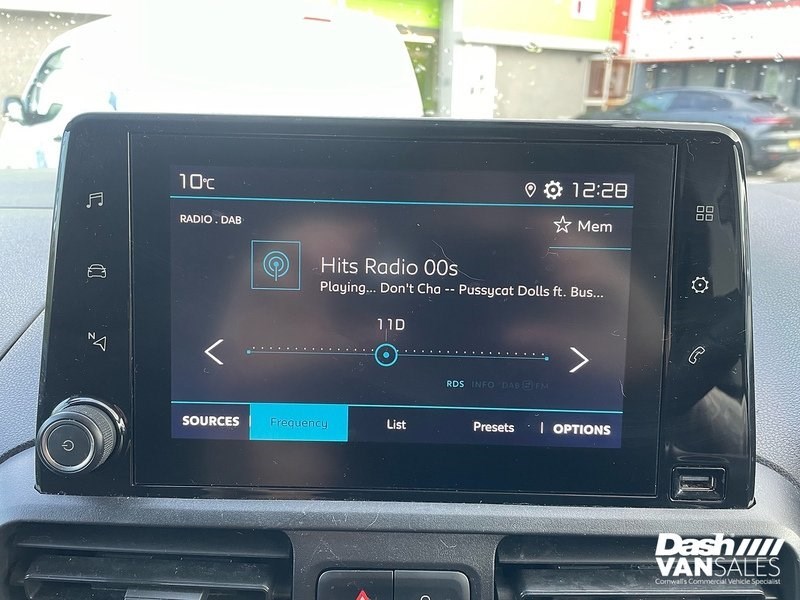 10°C
12:28
RADIO . DAB
Mem
Hits Radio 00s
Playing... Don't Cha -- Pussycat Dolls ft. Bus...
11D
RDS INFO DAB FM
SOURCES | Frequency List Presets | OPTIONS
N
Dash
VAN SALES
Cornwall's Commercial Vehicle Specialist